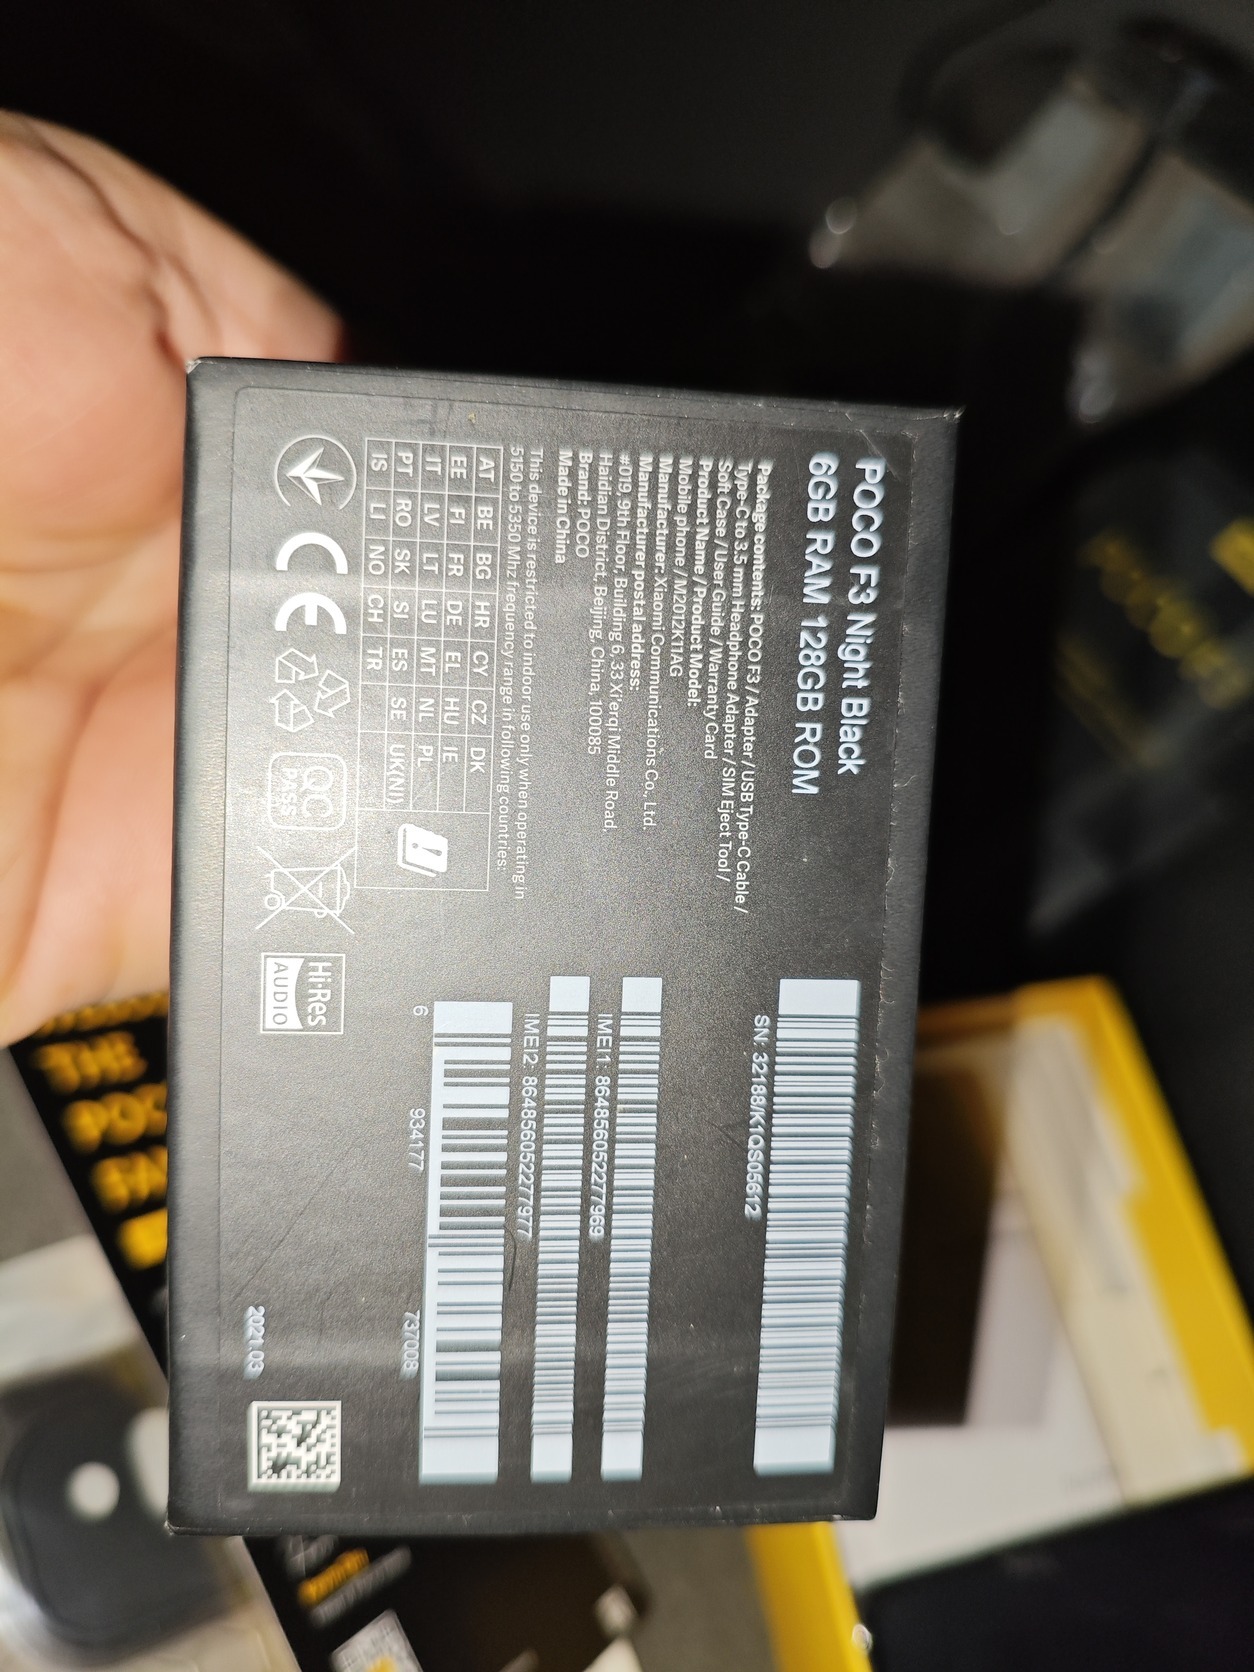 POCO F3 Night Black
6GB RAM 128GB ROM
Package contents: POCO F3 / Adapter / USB Type-C Cable /
Type-C to 3.5 mm Headphone Adapter / SIM Eject Tool /
Soft Case / User Guide / Warranty Card
Product Name / Product Model:
Mobile phone / M2012K11AG
Manufacturer: Xiaomi Communications Co., Ltd.
Manufacturer postal address:
#019, 9th Floor, Building 6, 33 Xi'erqi Middle Road,
Haidian District, Beijing, China, 100085
Brand: POCO
Made in China
This device is restricted to indoor use only when operating in
5150 to 5350 Mhz frequency range in following countries:
AT BE BG HR CY CZ DK
EE FI FR DE EL HU IE
IT LV LT LU MT NL PL
PT RO SK SI ES SE UK(NI)
IS LI NO CH TR
CE
QC
PASS
Hi-Res
AUDIO
SN: 32188/K1QS05612
IMEI1: 864856052277969
IMEI2: 864856052277977
6 934177 737008
2021.03
THE